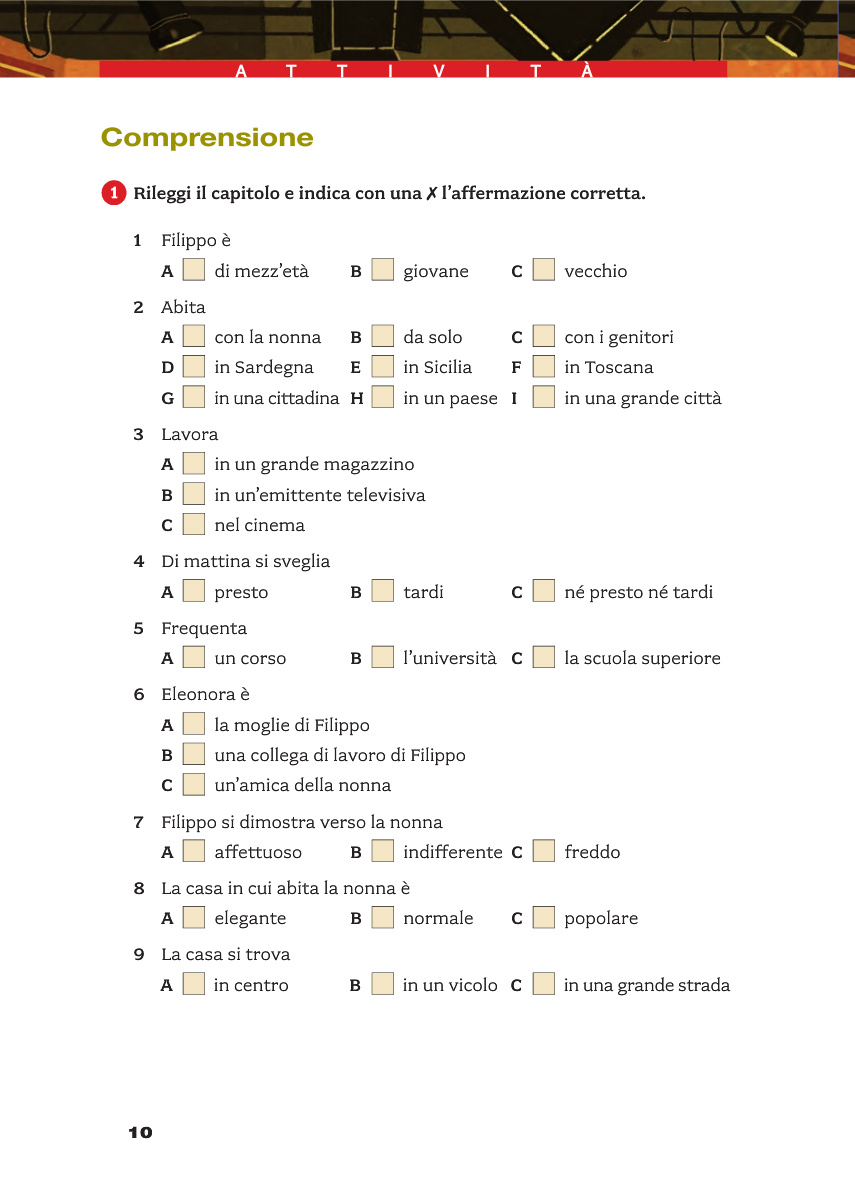 ATTIVITÀ
Comprensione
1 Rileggi il capitolo e indica con una ✗ l’affermazione corretta.
1 Filippo è
A di mezz’età B giovane C vecchio
2 Abita
A con la nonna B da solo C con i genitori
D in Sardegna E in Sicilia F in Toscana
G in una cittadina H in un paese I in una grande città
3 Lavora
A in un grande magazzino
B in un’emittente televisiva
C nel cinema
4 Di mattina si sveglia
A presto B tardi C né presto né tardi
5 Frequenta
A un corso B l’università C la scuola superiore
6 Eleonora è
A la moglie di Filippo
B una collega di lavoro di Filippo
C un’amica della nonna
7 Filippo si dimostra verso la nonna
A affettuoso B indifferente C freddo
8 La casa in cui abita la nonna è
A elegante B normale C popolare
9 La casa si trova
A in centro B in un vicolo C in una grande strada
10